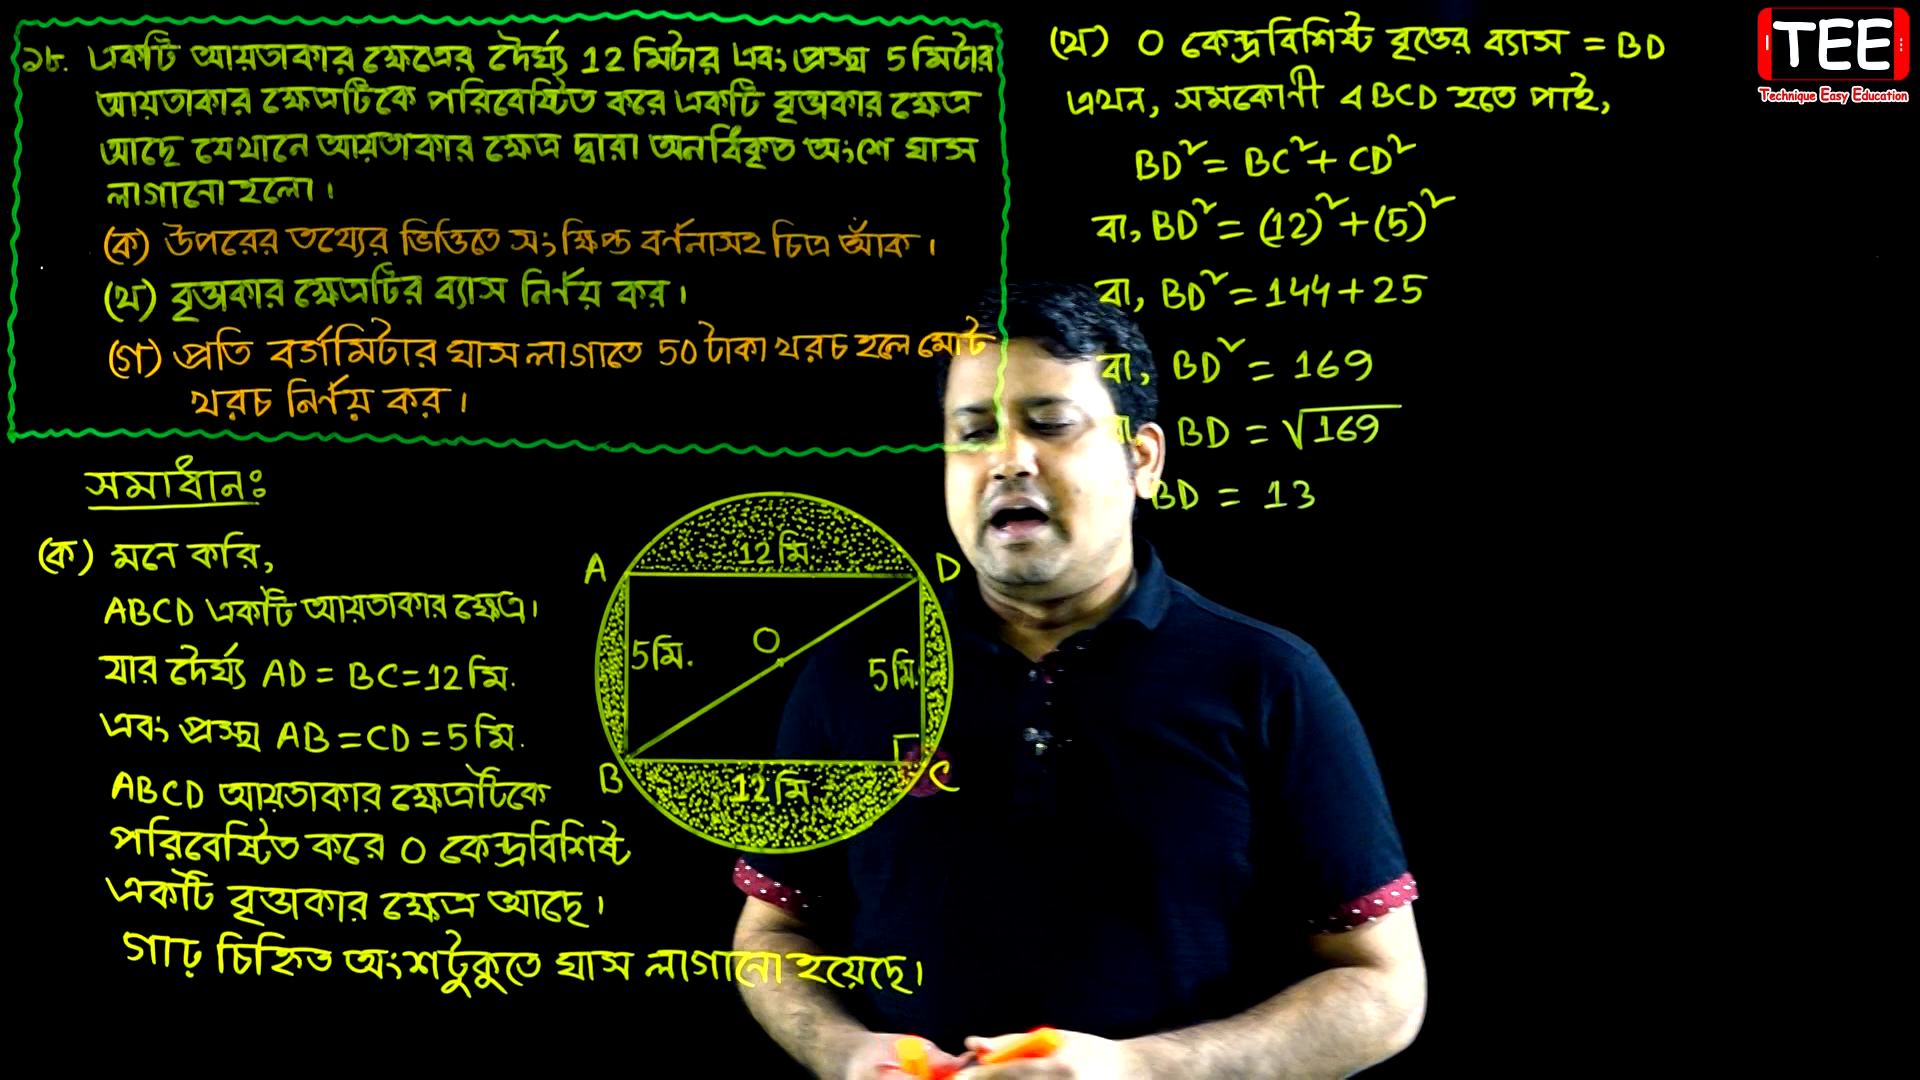 ১৮. একটি আয়তাকার ক্ষেত্রের দৈর্ঘ্য 12 মিটার এবং প্রস্থ 5 মিটার
আয়তাকার ক্ষেত্রটিকে পরিবেষ্টিত করে একটি বৃত্তাকার ক্ষেত্র
আছে যেখানে আয়তাকার ক্ষেত্র দ্বারা অনধিকৃত অংশে ঘাস
লাগানো হলো।
(ক) উপরের তথ্যের ভিত্তিতে সংক্ষিপ্ত বর্ণনাসহ চিত্র আঁক।
(খ) বৃত্তাকার ক্ষেত্রটির ব্যাস নির্ণয় কর।
(গ) প্রতি বর্গমিটার ঘাস লাগাতে 50 টাকা খরচ হলে মোট
খরচ নির্ণয় কর।
সমাধানঃ
(ক) মনে করি,
ABCD একটি আয়তাকার ক্ষেত্র।
যার দৈর্ঘ্য AD = BC = 12 মি.
এবং প্রস্থ AB = CD = 5 মি.
ABCD আয়তাকার ক্ষেত্রটিকে
পরিবেষ্টিত করে O কেন্দ্রবিশিষ্ট
একটি বৃত্তাকার ক্ষেত্র আছে।
গাঢ় চিহ্নিত অংশটুকুতে ঘাস লাগানো হয়েছে।
A
12 মি.
D
O
5 মি.
5 মি.
B
12 মি.
C
(খ) O কেন্দ্রবিশিষ্ট বৃত্তের ব্যাস = BD
এখন, সমকোণী ⊲ BCD হতে পাই,
BD² = BC² + CD²
বা, BD² = (12)² + (5)²
বা, BD² = 144 + 25
বা, BD² = 169
বা, BD = √169
BD = 13
TEE
Technique Easy Education